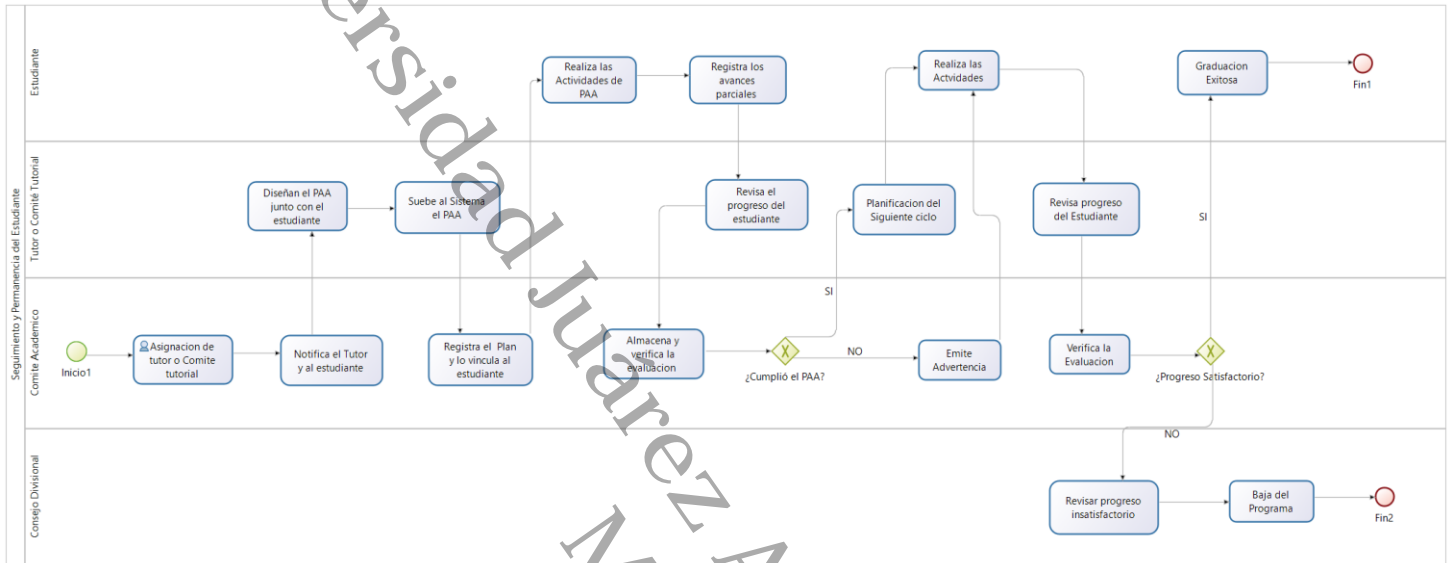 Seguimiento y Permanencia del Estudiante
Estudiante
Realiza las
Actividades de
PAA
Registra los
avances
parciales
Realiza las
Actvidades
Graduacion
Exitosa
Fin1
Tutor o Comité Tutorial
Diseñan el PAA
junto con el
estudiante
Suebe al Sistema
el PAA
Revisa el
progreso del
estudiante
Planificacion del
Siguiente ciclo
Revisa progreso
del Estudiante
SI
Comite Academico
Inicio1
Asignacion de
tutor o Comite
tutorial
Notifica el Tutor
y al estudiante
Registra el Plan
y lo vincula al
estudiante
Almacena y
verifica la
evaluacion
¿Cumplió el PAA?
SI
NO
Emite
Advertencia
Verifica la
Evaluacion
¿Progreso Satisfactorio?
NO
Consejo Divisional
Revisar progreso
insatisfactorio
Baja del
Programa
Fin2
ersidad Juárez A
M